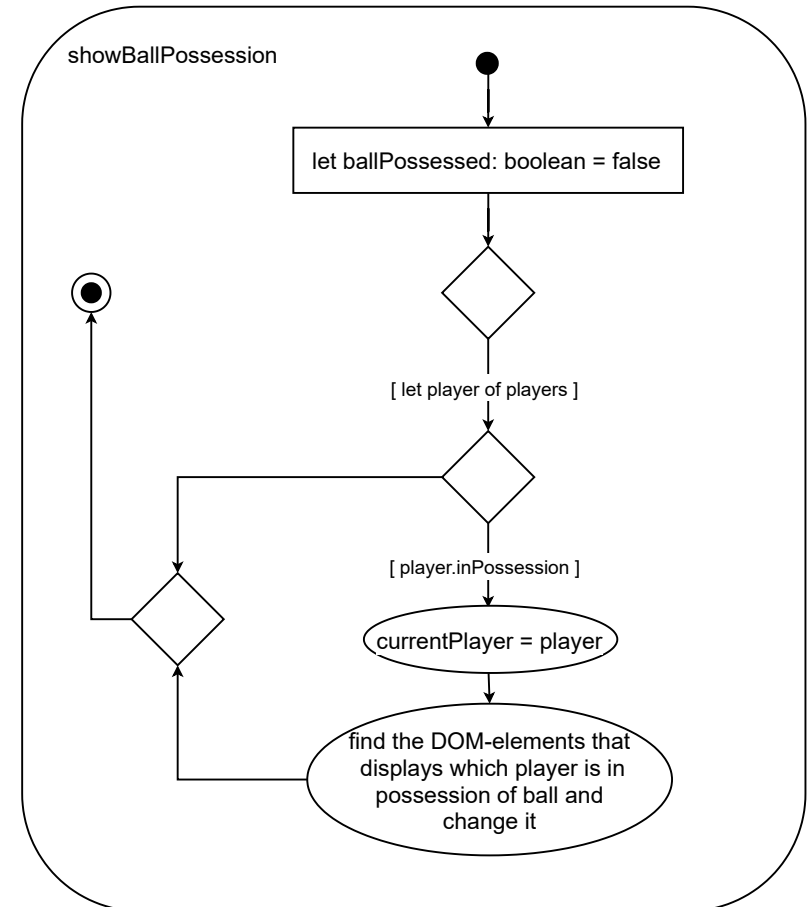 showBallPossession
let ballPossessed: boolean = false
[ let player of players ]
[ player.inPossession ]
currentPlayer = player
find the DOM-elements that
displays which player is in
possession of ball and
change it